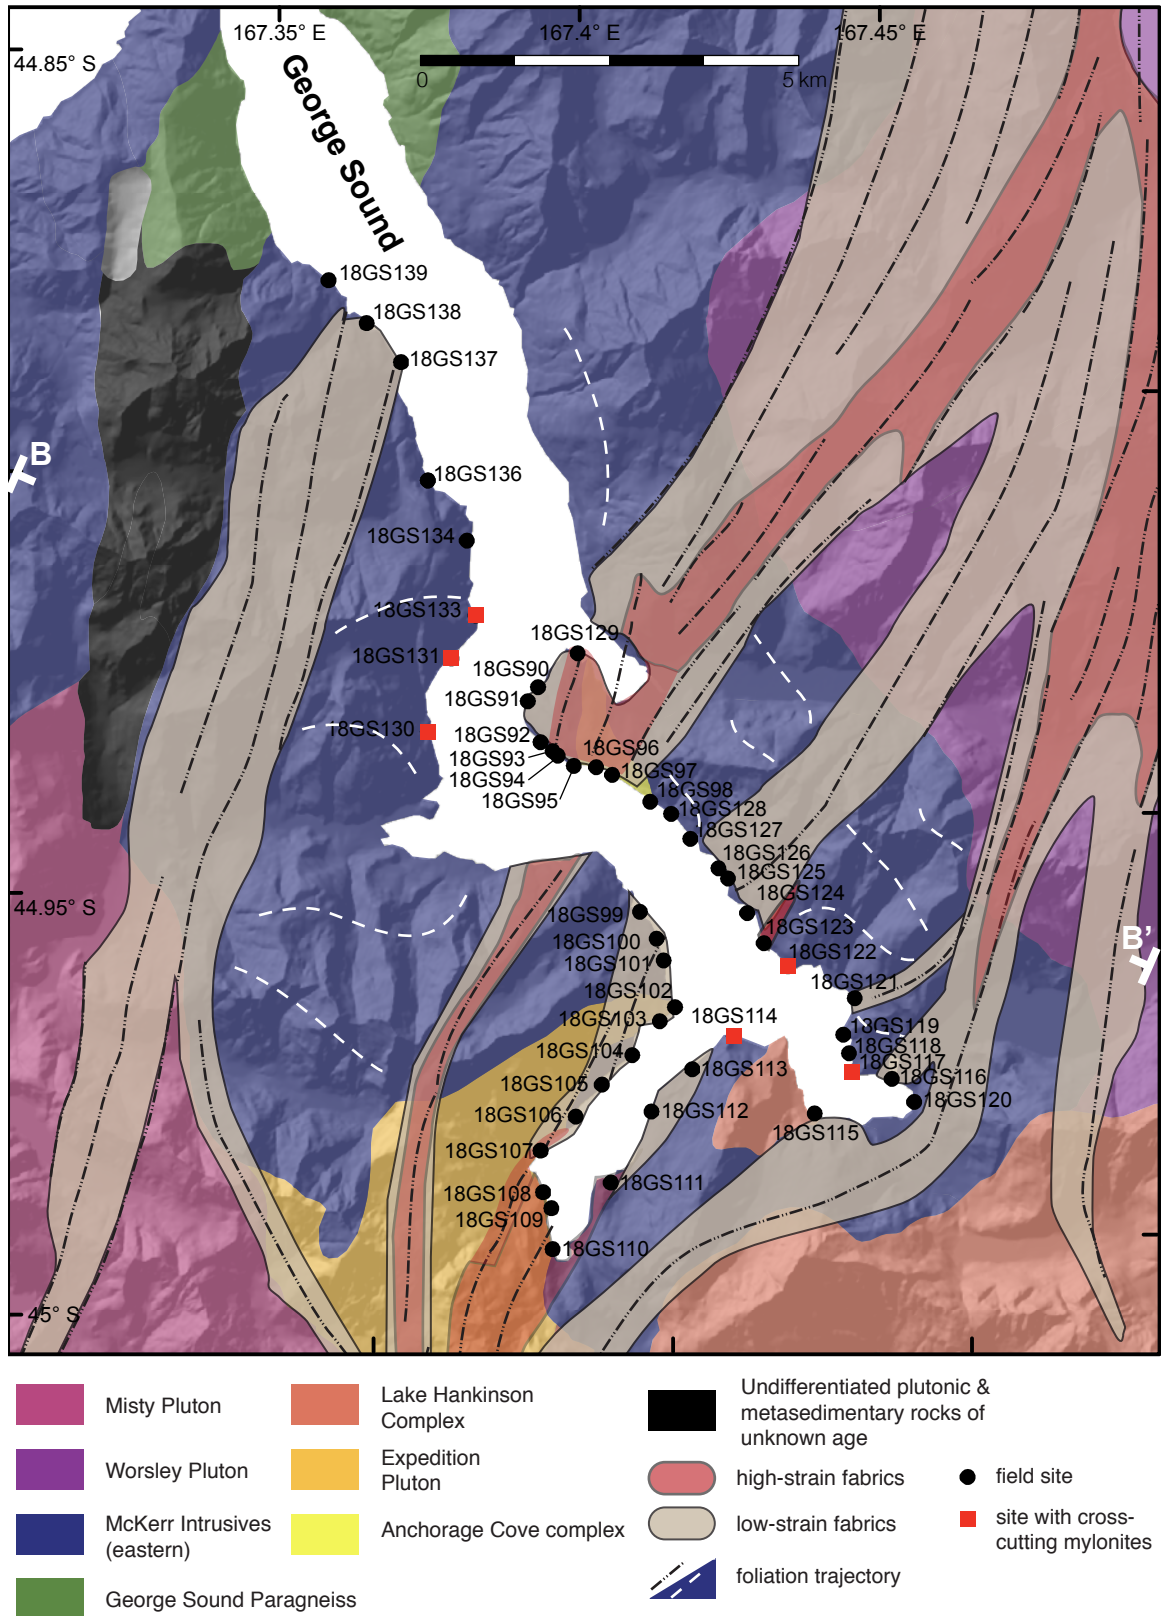 167.35° E
167.4° E
167.45° E
44.85° S
0
5 km
George Sound
18GS139
18GS138
18GS137
B
18GS136
18GS134
18GS133
18GS131
18GS130
18GS129
18GS90
18GS91
18GS92
18GS93
18GS94
18GS95
18GS96
18GS97
18GS98
18GS128
18GS127
18GS126
18GS125
18GS124
18GS123
18GS122
44.95° S
18GS99
18GS100
18GS101
18GS102
18GS103
18GS104
18GS105
18GS106
18GS107
18GS108
18GS109
18GS110
18GS111
18GS112
18GS113
18GS114
18GS115
B'
18GS121
18GS119
18GS118
18GS117
18GS116
18GS120
45° S
Misty Pluton
Worsley Pluton
McKerr Intrusives
(eastern)
George Sound Paragneiss
Lake Hankinson
Complex
Expedition
Pluton
Anchorage Cove complex
Undifferentiated plutonic &
metasedimentary rocks of
unknown age
high-strain fabrics
low-strain fabrics
foliation trajectory
field site
site with cross-
cutting mylonites